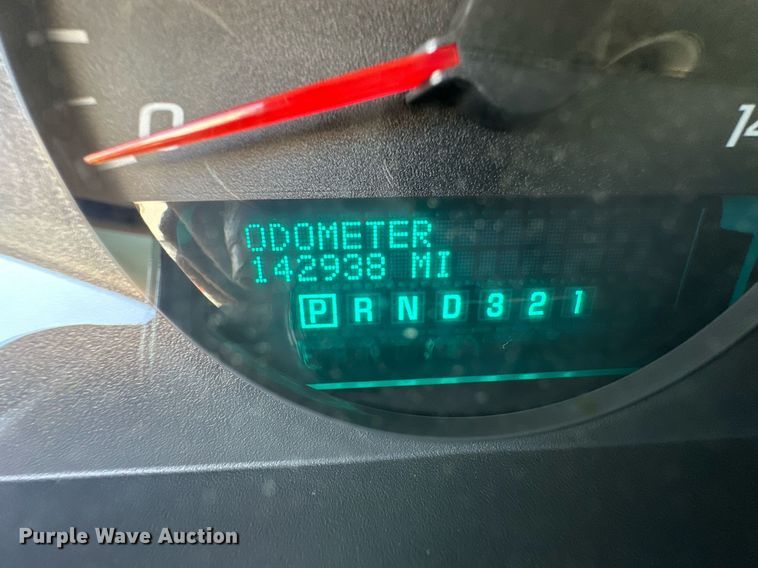 0
14
ODOMETER
142938 MI
P R N D 3 2 1
Purple Wave Auction